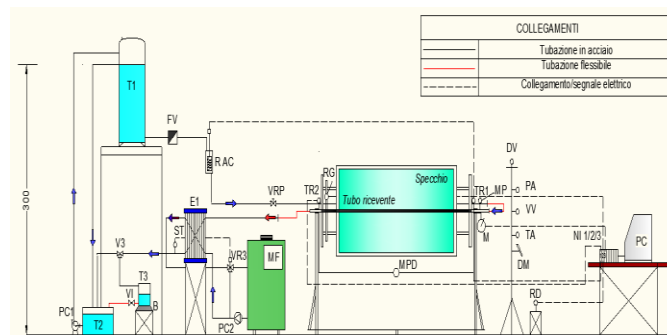 COLLEGAMENTI
Tubazione in acciaio
Tubazione flessibile
Collegamento/segnale elettrico
T1
FV
DV
RAC
RG
Specchio
E1
VRP
TR2
TR1
MP
PA
Tubo ricevente
300
ST
M
VV
NI 1/2/3
PC
V3
MF
TA
VR3
MPD
DM
T3
PC1
VI
B
RD
T2
PC2